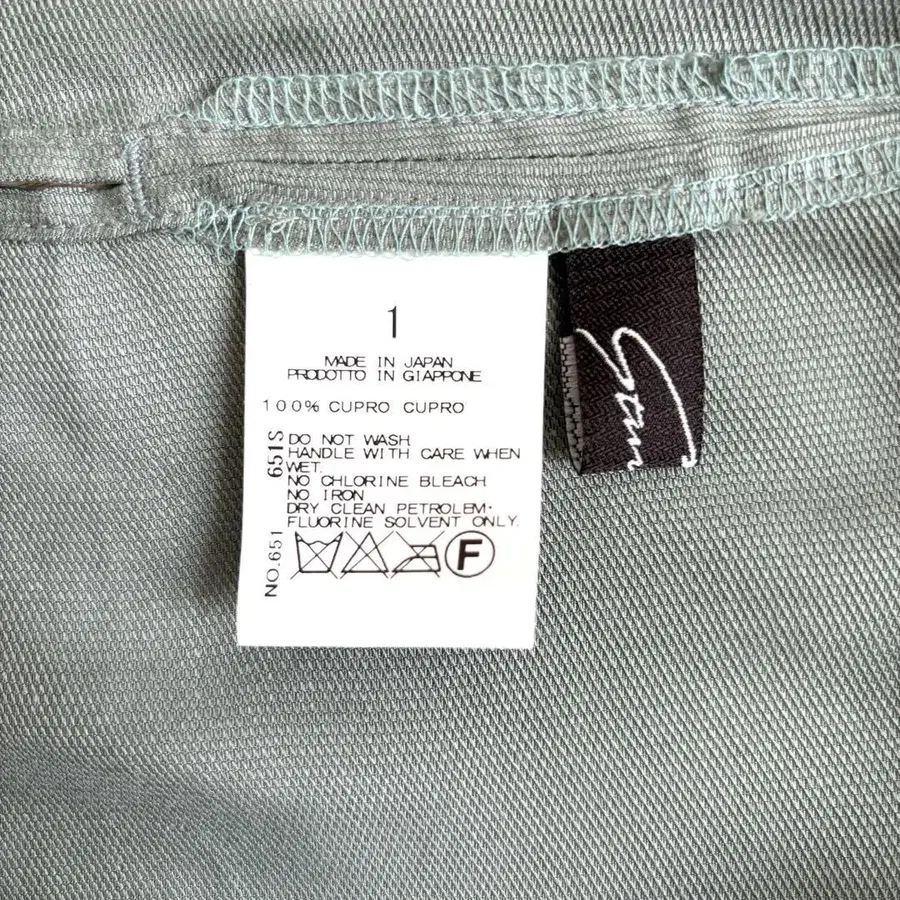 1
MADE IN JAPAN
PRODOTTO IN GIAPPONE
100% CUPRO CUPRO
DO NOT WASH
HANDLE WITH CARE WHEN
WET.
NO CHLORINE BLEACH
NO IRON
DRY CLEAN PETROLEM·
FLUORINE SOLVENT ONLY.
F
NO.651 651S